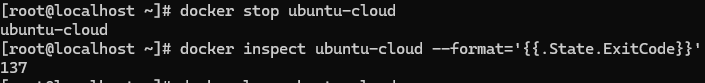 [root@localhost ~]# docker stop ubuntu-cloud
ubuntu-cloud
[root@localhost ~]# docker inspect ubuntu-cloud --format='{{.State.ExitCode}}'
137